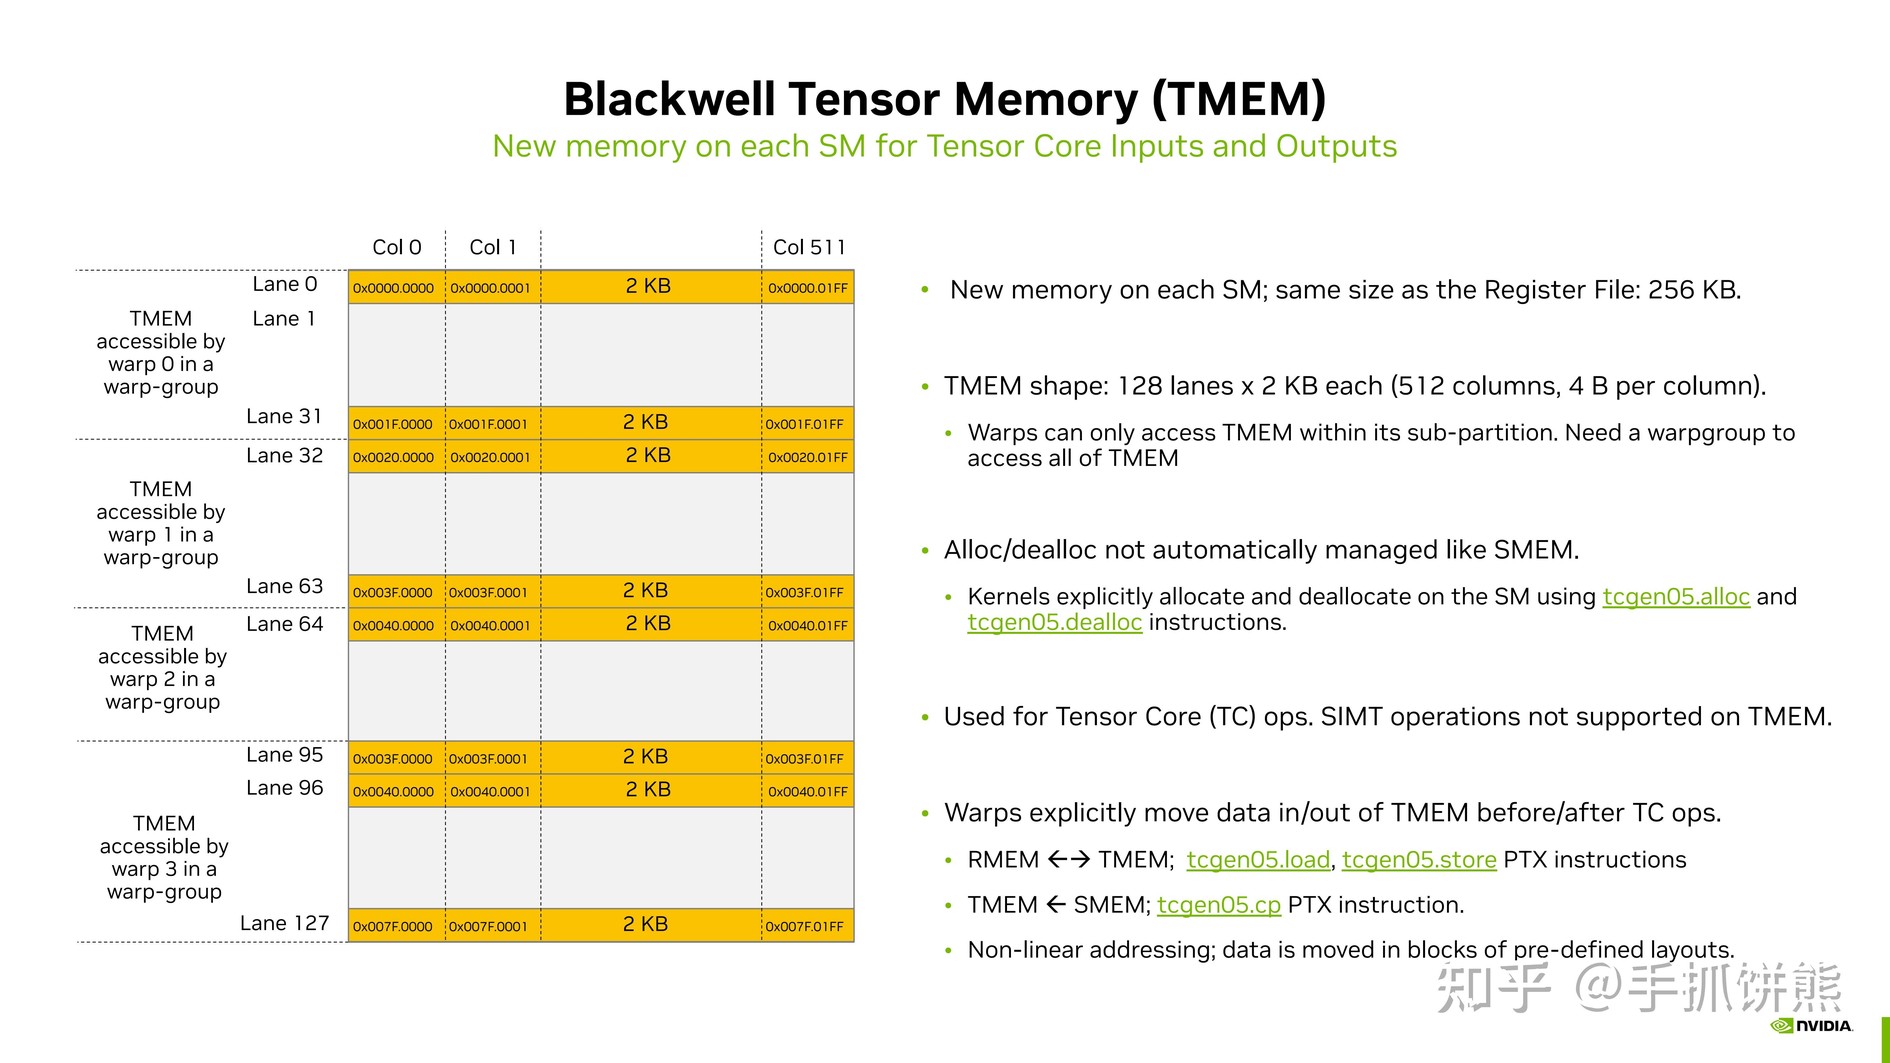 Blackwell Tensor Memory (TMEM)
New memory on each SM for Tensor Core Inputs and Outputs
Col 0 Col 1 Col 511
Lane 0 0x0000.0000 0x0000.0001 2 KB 0x0000.01FF
Lane 1
TMEM
accessible by
warp 0 in a
warp-group
Lane 31 0x001F.0000 0x001F.0001 2 KB 0x001F.01FF
Lane 32 0x0020.0000 0x0020.0001 2 KB 0x0020.01FF
TMEM
accessible by
warp 1 in a
warp-group
Lane 63 0x003F.0000 0x003F.0001 2 KB 0x003F.01FF
Lane 64 0x0040.0000 0x0040.0001 2 KB 0x0040.01FF
TMEM
accessible by
warp 2 in a
warp-group
Lane 95 0x003F.0000 0x003F.0001 2 KB 0x003F.01FF
Lane 96 0x0040.0000 0x0040.0001 2 KB 0x0040.01FF
TMEM
accessible by
warp 3 in a
warp-group
Lane 127 0x007F.0000 0x007F.0001 2 KB 0x007F.01FF
• New memory on each SM; same size as the Register File: 256 KB.
• TMEM shape: 128 lanes x 2 KB each (512 columns, 4 B per column).
• Warps can only access TMEM within its sub-partition. Need a warpgroup to
access all of TMEM
• Alloc/dealloc not automatically managed like SMEM.
• Kernels explicitly allocate and deallocate on the SM using tcgen05.alloc and
tcgen05.dealloc instructions.
• Used for Tensor Core (TC) ops. SIMT operations not supported on TMEM.
• Warps explicitly move data in/out of TMEM before/after TC ops.
• RMEM ←→ TMEM; tcgen05.load, tcgen05.store PTX instructions
• TMEM ← SMEM; tcgen05.cp PTX instruction.
• Non-linear addressing; data is moved in blocks of pre-defined layouts.
知乎 @手抓饼熊
NVIDIA.